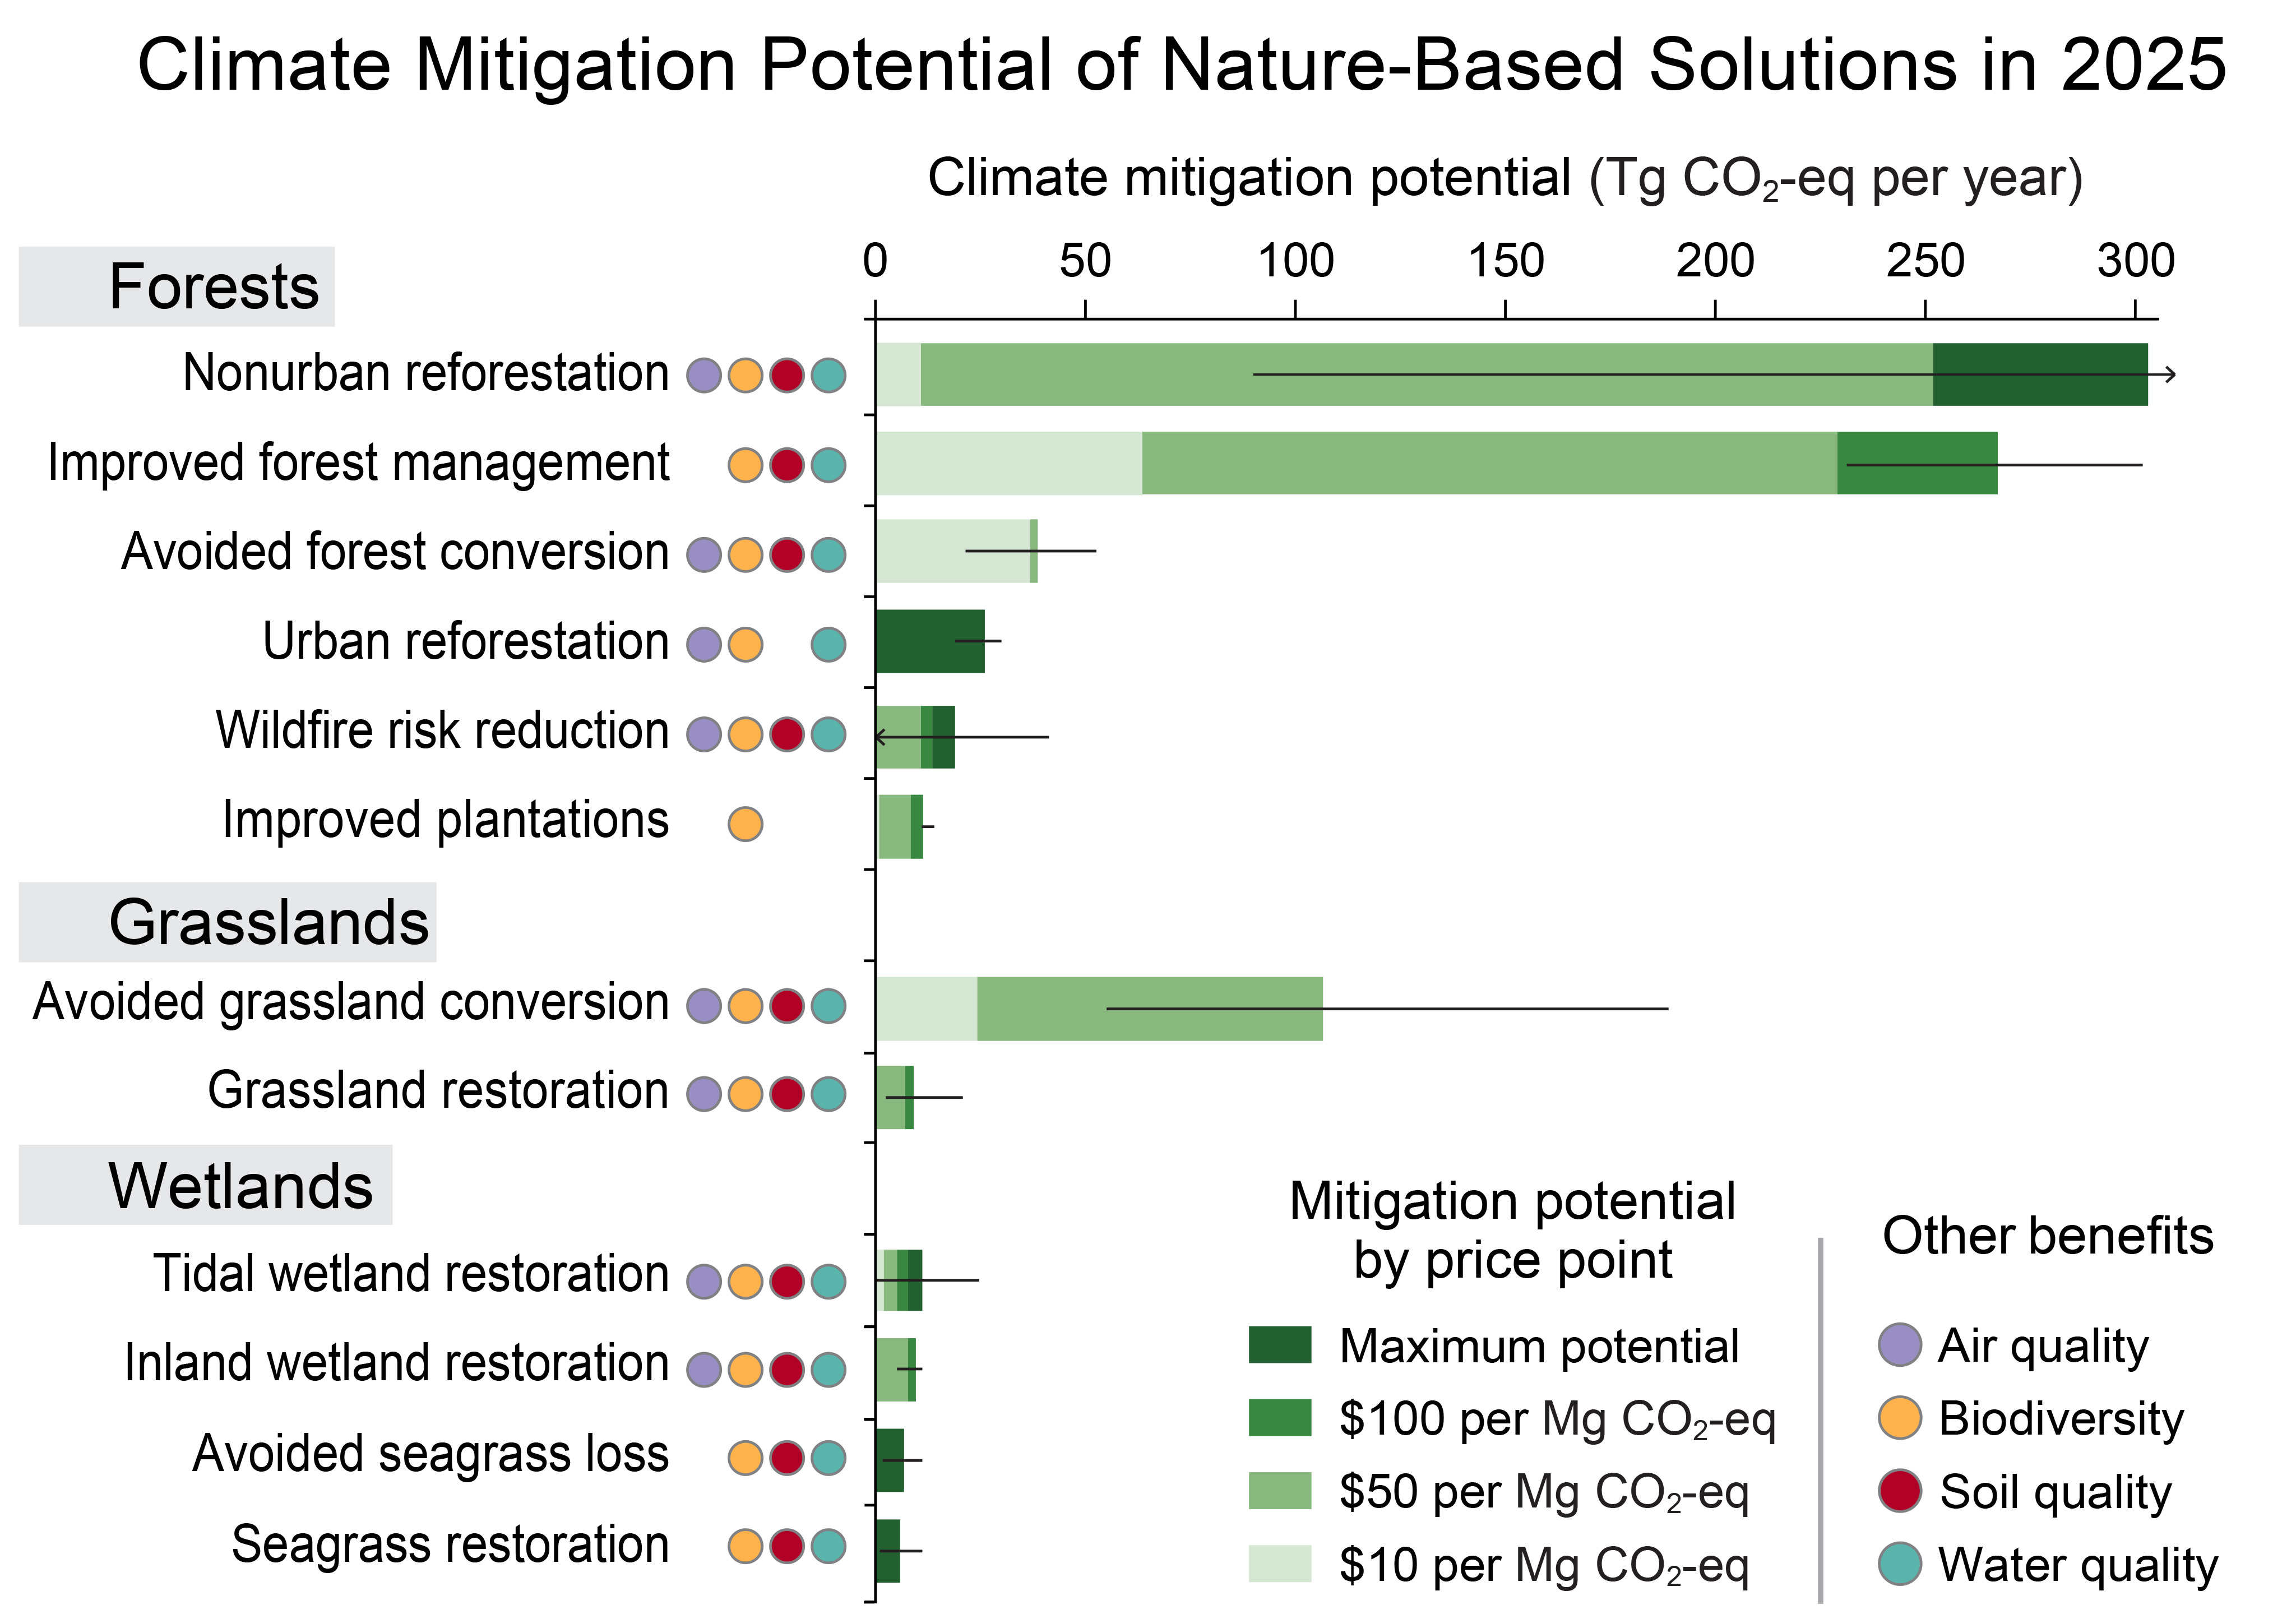 Climate Mitigation Potential of Nature-Based Solutions in 2025
Climate mitigation potential (Tg CO₂-eq per year)
0 50 100 150 200 250 300
Forests
Nonurban reforestation
Improved forest management
Avoided forest conversion
Urban reforestation
Wildfire risk reduction
Improved plantations
Grasslands
Avoided grassland conversion
Grassland restoration
Wetlands
Tidal wetland restoration
Inland wetland restoration
Avoided seagrass loss
Seagrass restoration
Mitigation potential
by price point
Maximum potential
$100 per Mg CO₂-eq
$50 per Mg CO₂-eq
$10 per Mg CO₂-eq
Other benefits
Air quality
Biodiversity
Soil quality
Water quality